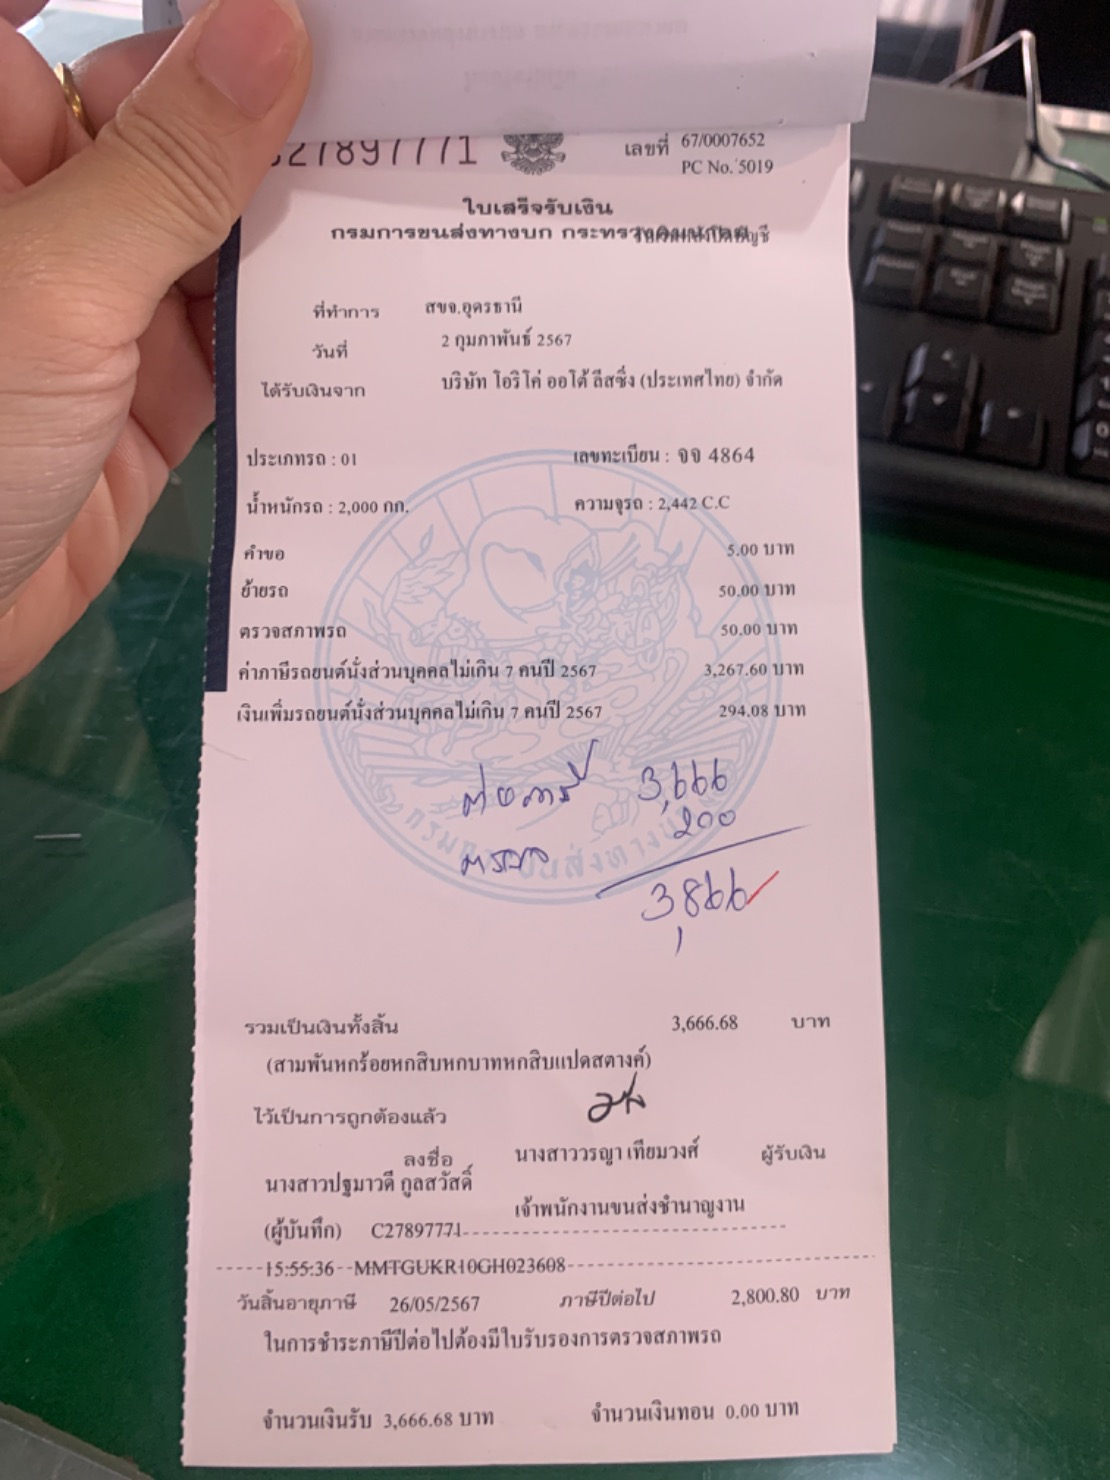 27897771
เลขที่ 67/0007652
PC No. 5019
ใบเสร็จรับเงิน
กรมการขนส่งทางบก กระทรวงคมนาคม
ที่ทำการ สขจ.อุดรธานี
วันที่ 2 กุมภาพันธ์ 2567
ได้รับเงินจาก บริษัท โอริโค่ ออโต้ ลีสซิ่ง (ประเทศไทย) จำกัด
ประเภทรถ : 01 เลขทะเบียน : จจ 4864
น้ำหนักรถ : 2,000 กก. ความจุรถ : 2,442 C.C
คำขอ 5.00 บาท
ย้ายรถ 50.00 บาท
ตรวจสภาพรถ 50.00 บาท
ค่าภาษีรถยนต์นั่งส่วนบุคคลไม่เกิน 7 คนปี 2567 3,267.60 บาท
เงินเพิ่มรถยนต์นั่งส่วนบุคคลไม่เกิน 7 คนปี 2567 294.08 บาท
ต่อภาษี 3,666
ตรวจ 200
3,866
รวมเป็นเงินทั้งสิ้น 3,666.68 บาท
(สามพันหกร้อยหกสิบหกบาทหกสิบแปดสตางค์)
ไว้เป็นการถูกต้องแล้ว
ลงชื่อ นางสาววรญา เทียมวงศ์ ผู้รับเงิน
นางสาวปฐมาวดี กูลสวัสดิ์
เจ้าพนักงานขนส่งชำนาญงาน
(ผู้บันทึก) C27897771
15:55:36 MMTGUKR10GH023608
วันสิ้นอายุภาษี 26/05/2567 ภาษีปีต่อไป 2,800.80 บาท
ในการชำระภาษีปีต่อไปต้องมีใบรับรองการตรวจสภาพรถ
จำนวนเงินรับ 3,666.68 บาท จำนวนเงินทอน 0.00 บาท